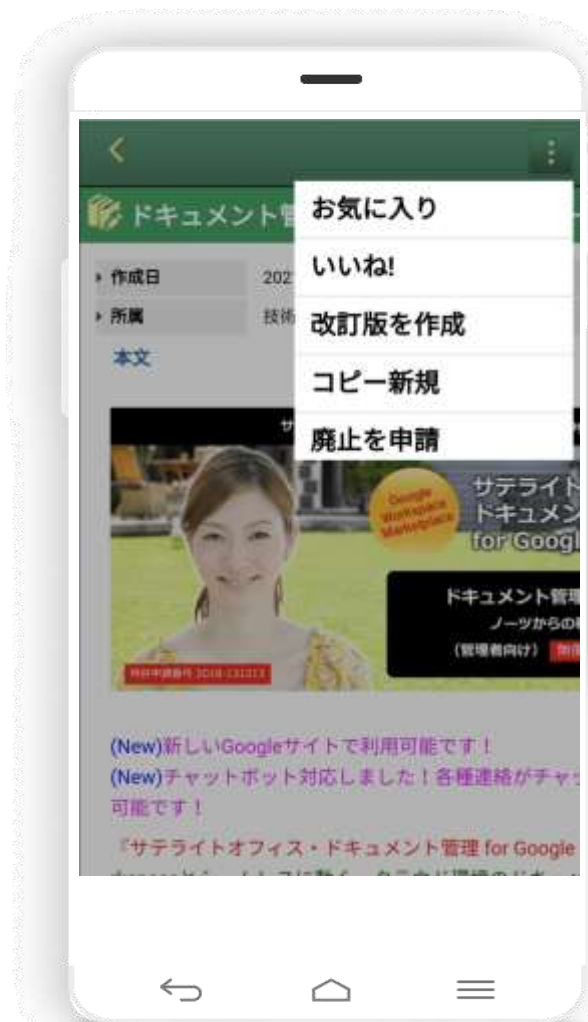 ドキュメント管
お気に入り
いいね!
改訂版を作成
コピー新規
廃止を申請
作成日
202
所属
技術
本文
サ
Google
Workspace
Marketplace
サテライト
ドキュメン
for Googl
ドキュメント管理
ノーツからの
(管理者向け)
(New)新しいGoogleサイトで利用可能です!
(New)チャットボット対応しました!各種連絡がチャッ
可能です!
『サテライトオフィス・ドキュメント管理 for Google